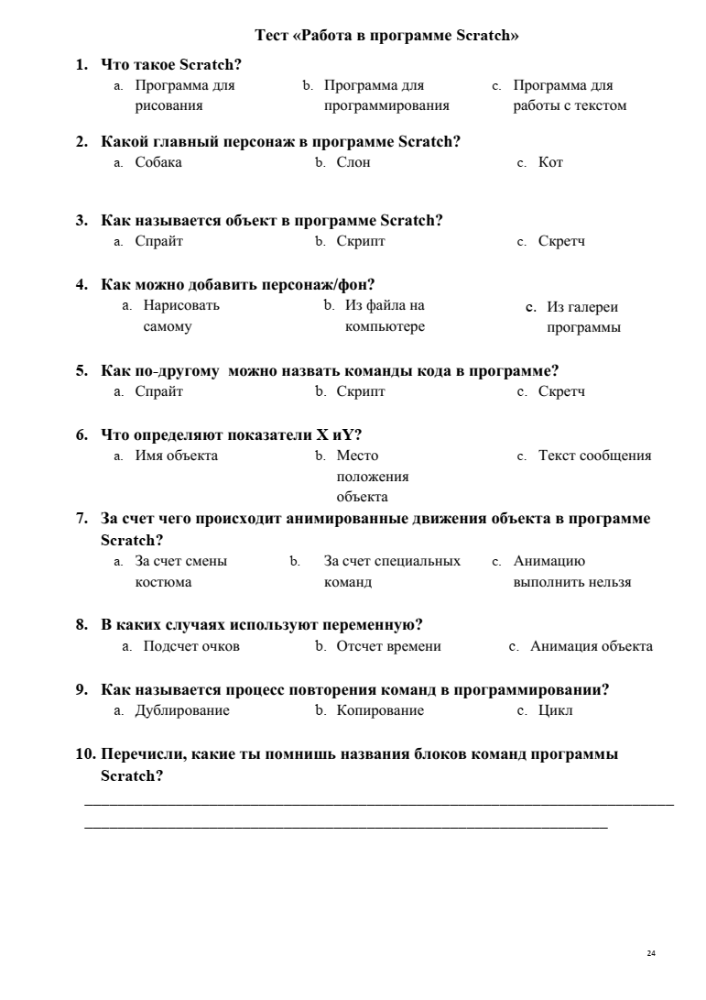 Тест «Работа в программе Scratch»
1. Что такое Scratch?
a. Программа для b. Программа для c. Программа для
рисования программирования работы с текстом
2. Какой главный персонаж в программе Scratch?
a. Собака b. Слон c. Кот
3. Как называется объект в программе Scratch?
a. Спрайт b. Скрипт c. Скретч
4. Как можно добавить персонаж/фон?
a. Нарисовать b. Из файла на c. Из галереи
самому компьютере программы
5. Как по-другому можно назвать команды кода в программе?
a. Спрайт b. Скрипт c. Скретч
6. Что определяют показатели X иY?
a. Имя объекта b. Место c. Текст сообщения
положения
объекта
7. За счет чего происходит анимированные движения объекта в программе
Scratch?
a. За счет смены b. За счет специальных c. Анимацию
костюма команд выполнить нельзя
8. В каких случаях используют переменную?
a. Подсчет очков b. Отсчет времени c. Анимация объекта
9. Как называется процесс повторения команд в программировании?
a. Дублирование b. Копирование c. Цикл
10. Перечисли, какие ты помнишь названия блоков команд программы
Scratch?
24